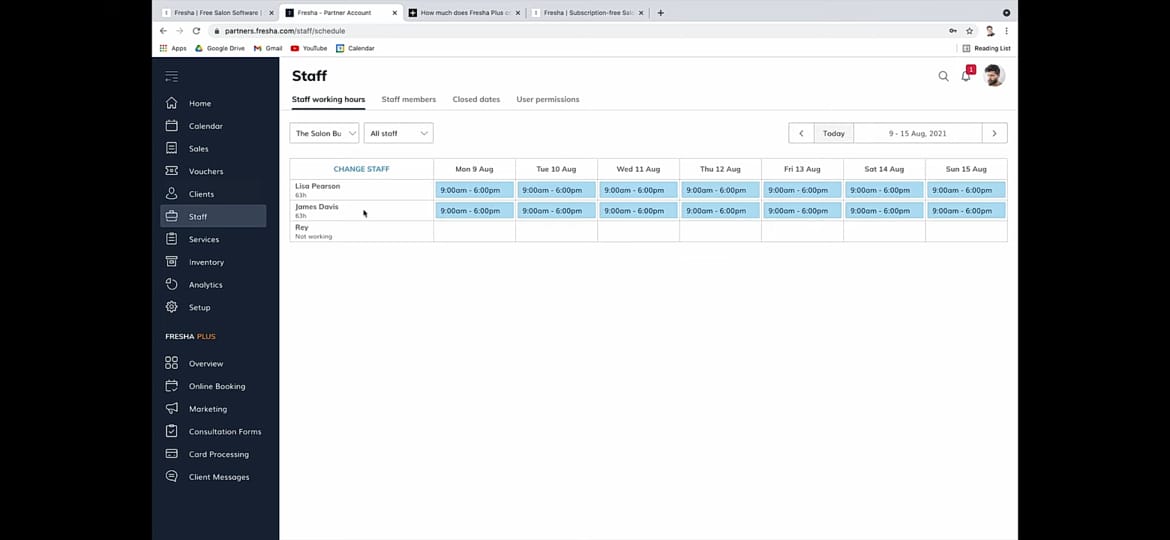 Fresha | Free Salon Software |
Fresha - Partner Account
How much does Fresha Plus c
Fresha | Subscription-free Sal
partners.fresha.com/staff/schedule
Apps
Google Drive
Gmail
YouTube
Calendar
Reading List
Home
Calendar
Sales
Vouchers
Clients
Staff
Services
Inventory
Analytics
Setup
FRESHA PLUS
Overview
Online Booking
Marketing
Consultation Forms
Card Processing
Client Messages
Staff
1
Staff working hours
Staff members
Closed dates
User permissions
The Salon Bu
All staff
Today
9 - 15 Aug, 2021
CHANGE STAFF Mon 9 Aug Tue 10 Aug Wed 11 Aug Thu 12 Aug Fri 13 Aug Sat 14 Aug Sun 15 Aug
Lisa Pearson
63h
9:00am - 6:00pm 9:00am - 6:00pm 9:00am - 6:00pm 9:00am - 6:00pm 9:00am - 6:00pm 9:00am - 6:00pm 9:00am - 6:00pm
James Davis
63h
9:00am - 6:00pm 9:00am - 6:00pm 9:00am - 6:00pm 9:00am - 6:00pm 9:00am - 6:00pm 9:00am - 6:00pm 9:00am - 6:00pm
Rey
Not working